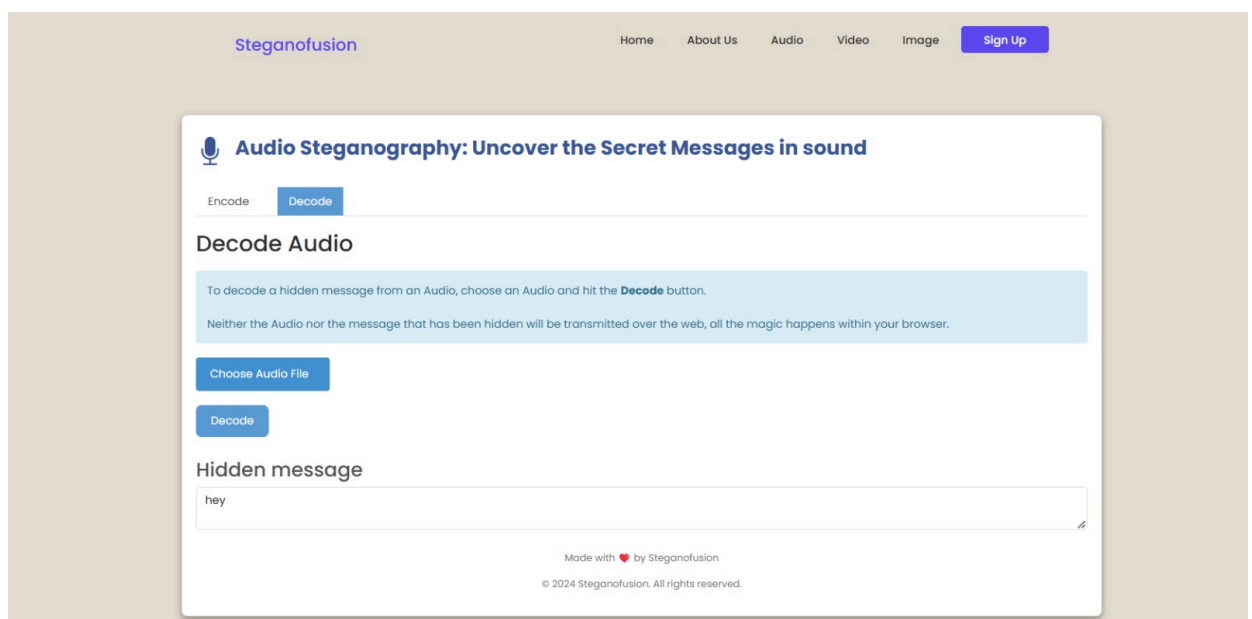 Steganofusion
Home About Us Audio Video Image Sign Up
Audio Steganography: Uncover the Secret Messages in sound
Encode Decode
Decode Audio
To decode a hidden message from an Audio, choose an Audio and hit the Decode button.
Neither the Audio nor the message that has been hidden will be transmitted over the web, all the magic happens within your browser.
Choose Audio File
Decode
Hidden message
hey
Made with ❤ by Steganofusion
© 2024 Steganofusion. All rights reserved.